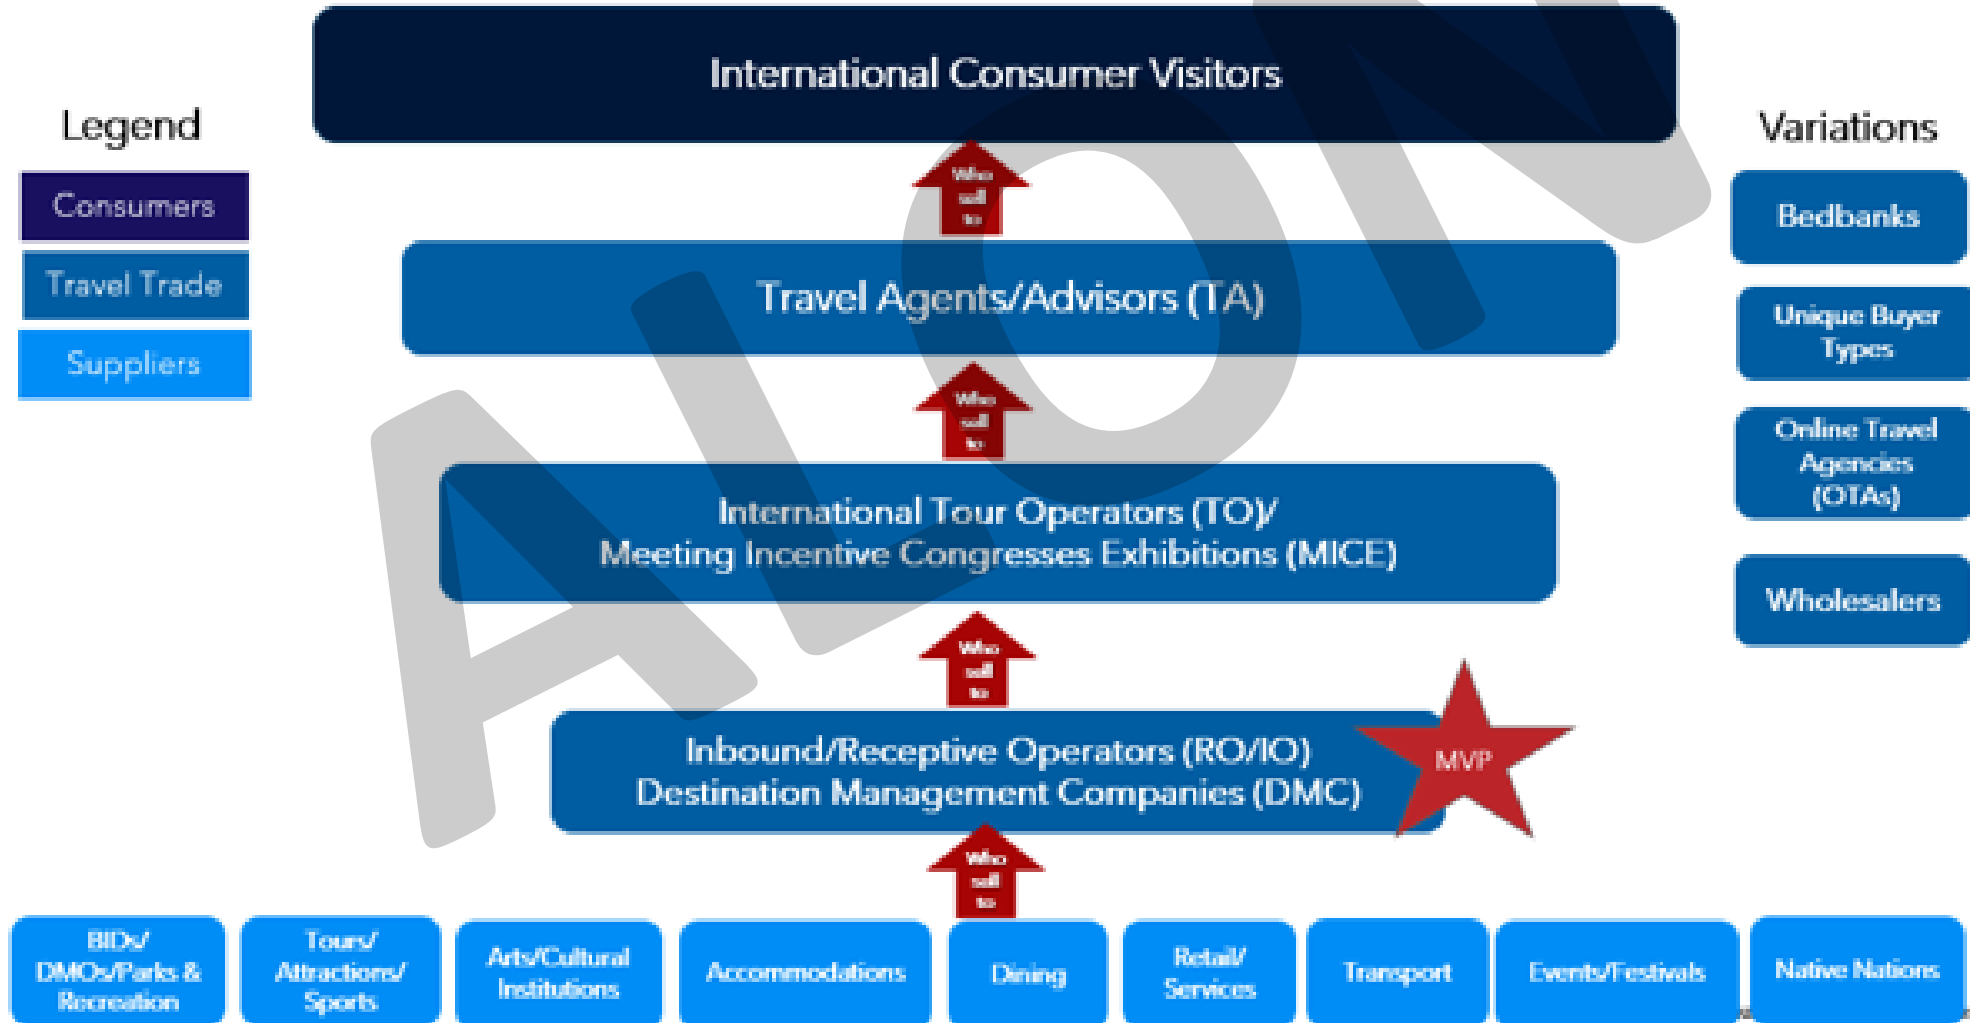 International Consumer Visitors
Legend
Consumers
Travel Trade
Suppliers
Variations
Bedbanks
Unique Buyer
Types
Online Travel
Agencies
(OTAs)
Wholesalers
Who
sell
to
Travel Agents/Advisors (TA)
Who
sell
to
International Tour Operators (TO)/
Meeting Incentive Congresses Exhibitions (MICE)
Who
sell
to
Inbound/Receptive Operators (RO/IO)
Destination Management Companies (DMC)
MVP
Who
sell
to
BIDs/
DMOs/Parks &
Recreation
Tours/
Attractions/
Sports
Arts/Cultural
Institutions
Accommodations
Dining
Retail/
Services
Transport
Events/Festivals
Native Nations
ALON